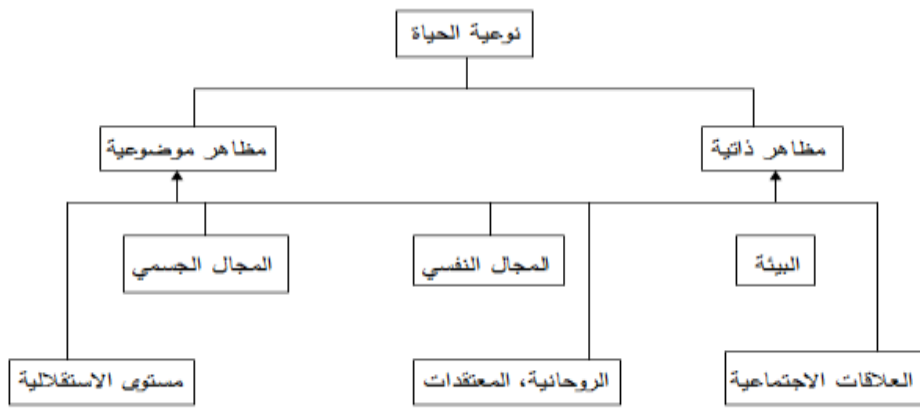 نوعية الحياة
مظاهر ذاتية
مظاهر موضوعية
البيئة
المجال النفسي
المجال الجسمي
العلاقات الاجتماعية
الروحانية، المعتقدات
مستوى الاستقلالية